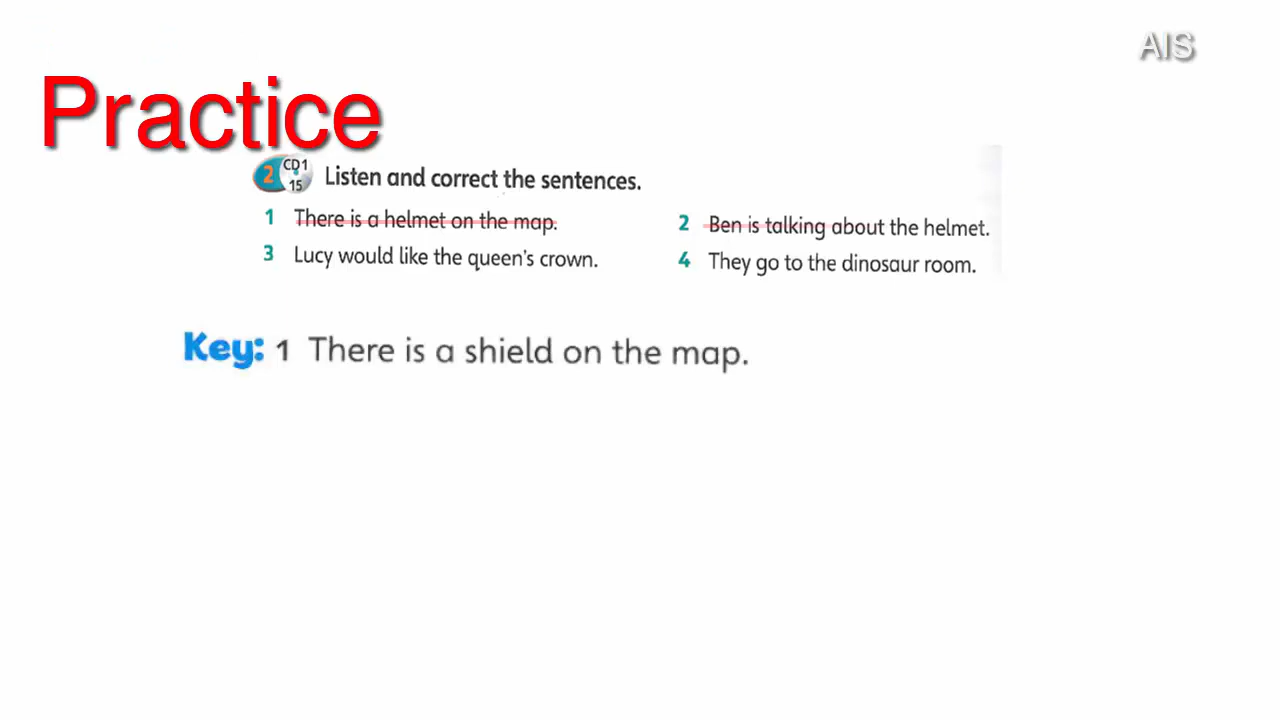 AIS
Practice
2 CD1 15 Listen and correct the sentences.
1 There is a helmet on the map.
2 Ben is talking about the helmet.
3 Lucy would like the queen's crown.
4 They go to the dinosaur room.
Key: 1 There is a shield on the map.